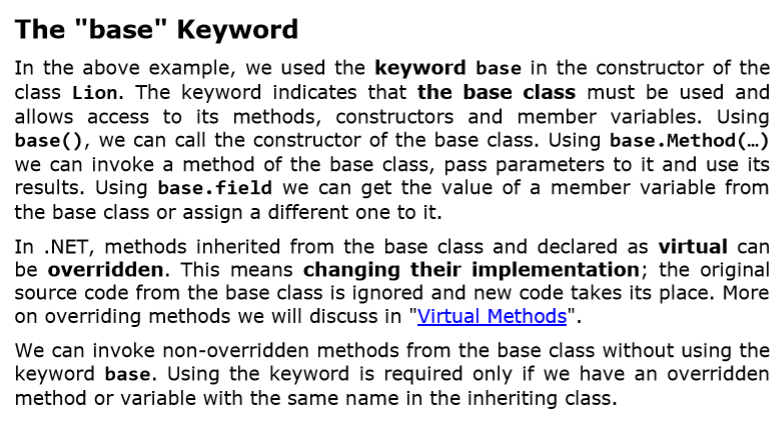 The "base" Keyword
In the above example, we used the keyword base in the constructor of the
class Lion. The keyword indicates that the base class must be used and
allows access to its methods, constructors and member variables. Using
base(), we can call the constructor of the base class. Using base.Method(…)
we can invoke a method of the base class, pass parameters to it and use its
results. Using base.field we can get the value of a member variable from
the base class or assign a different one to it.
In .NET, methods inherited from the base class and declared as virtual can
be overridden. This means changing their implementation; the original
source code from the base class is ignored and new code takes its place. More
on overriding methods we will discuss in "Virtual Methods".
We can invoke non-overridden methods from the base class without using the
keyword base. Using the keyword is required only if we have an overridden
method or variable with the same name in the inheriting class.